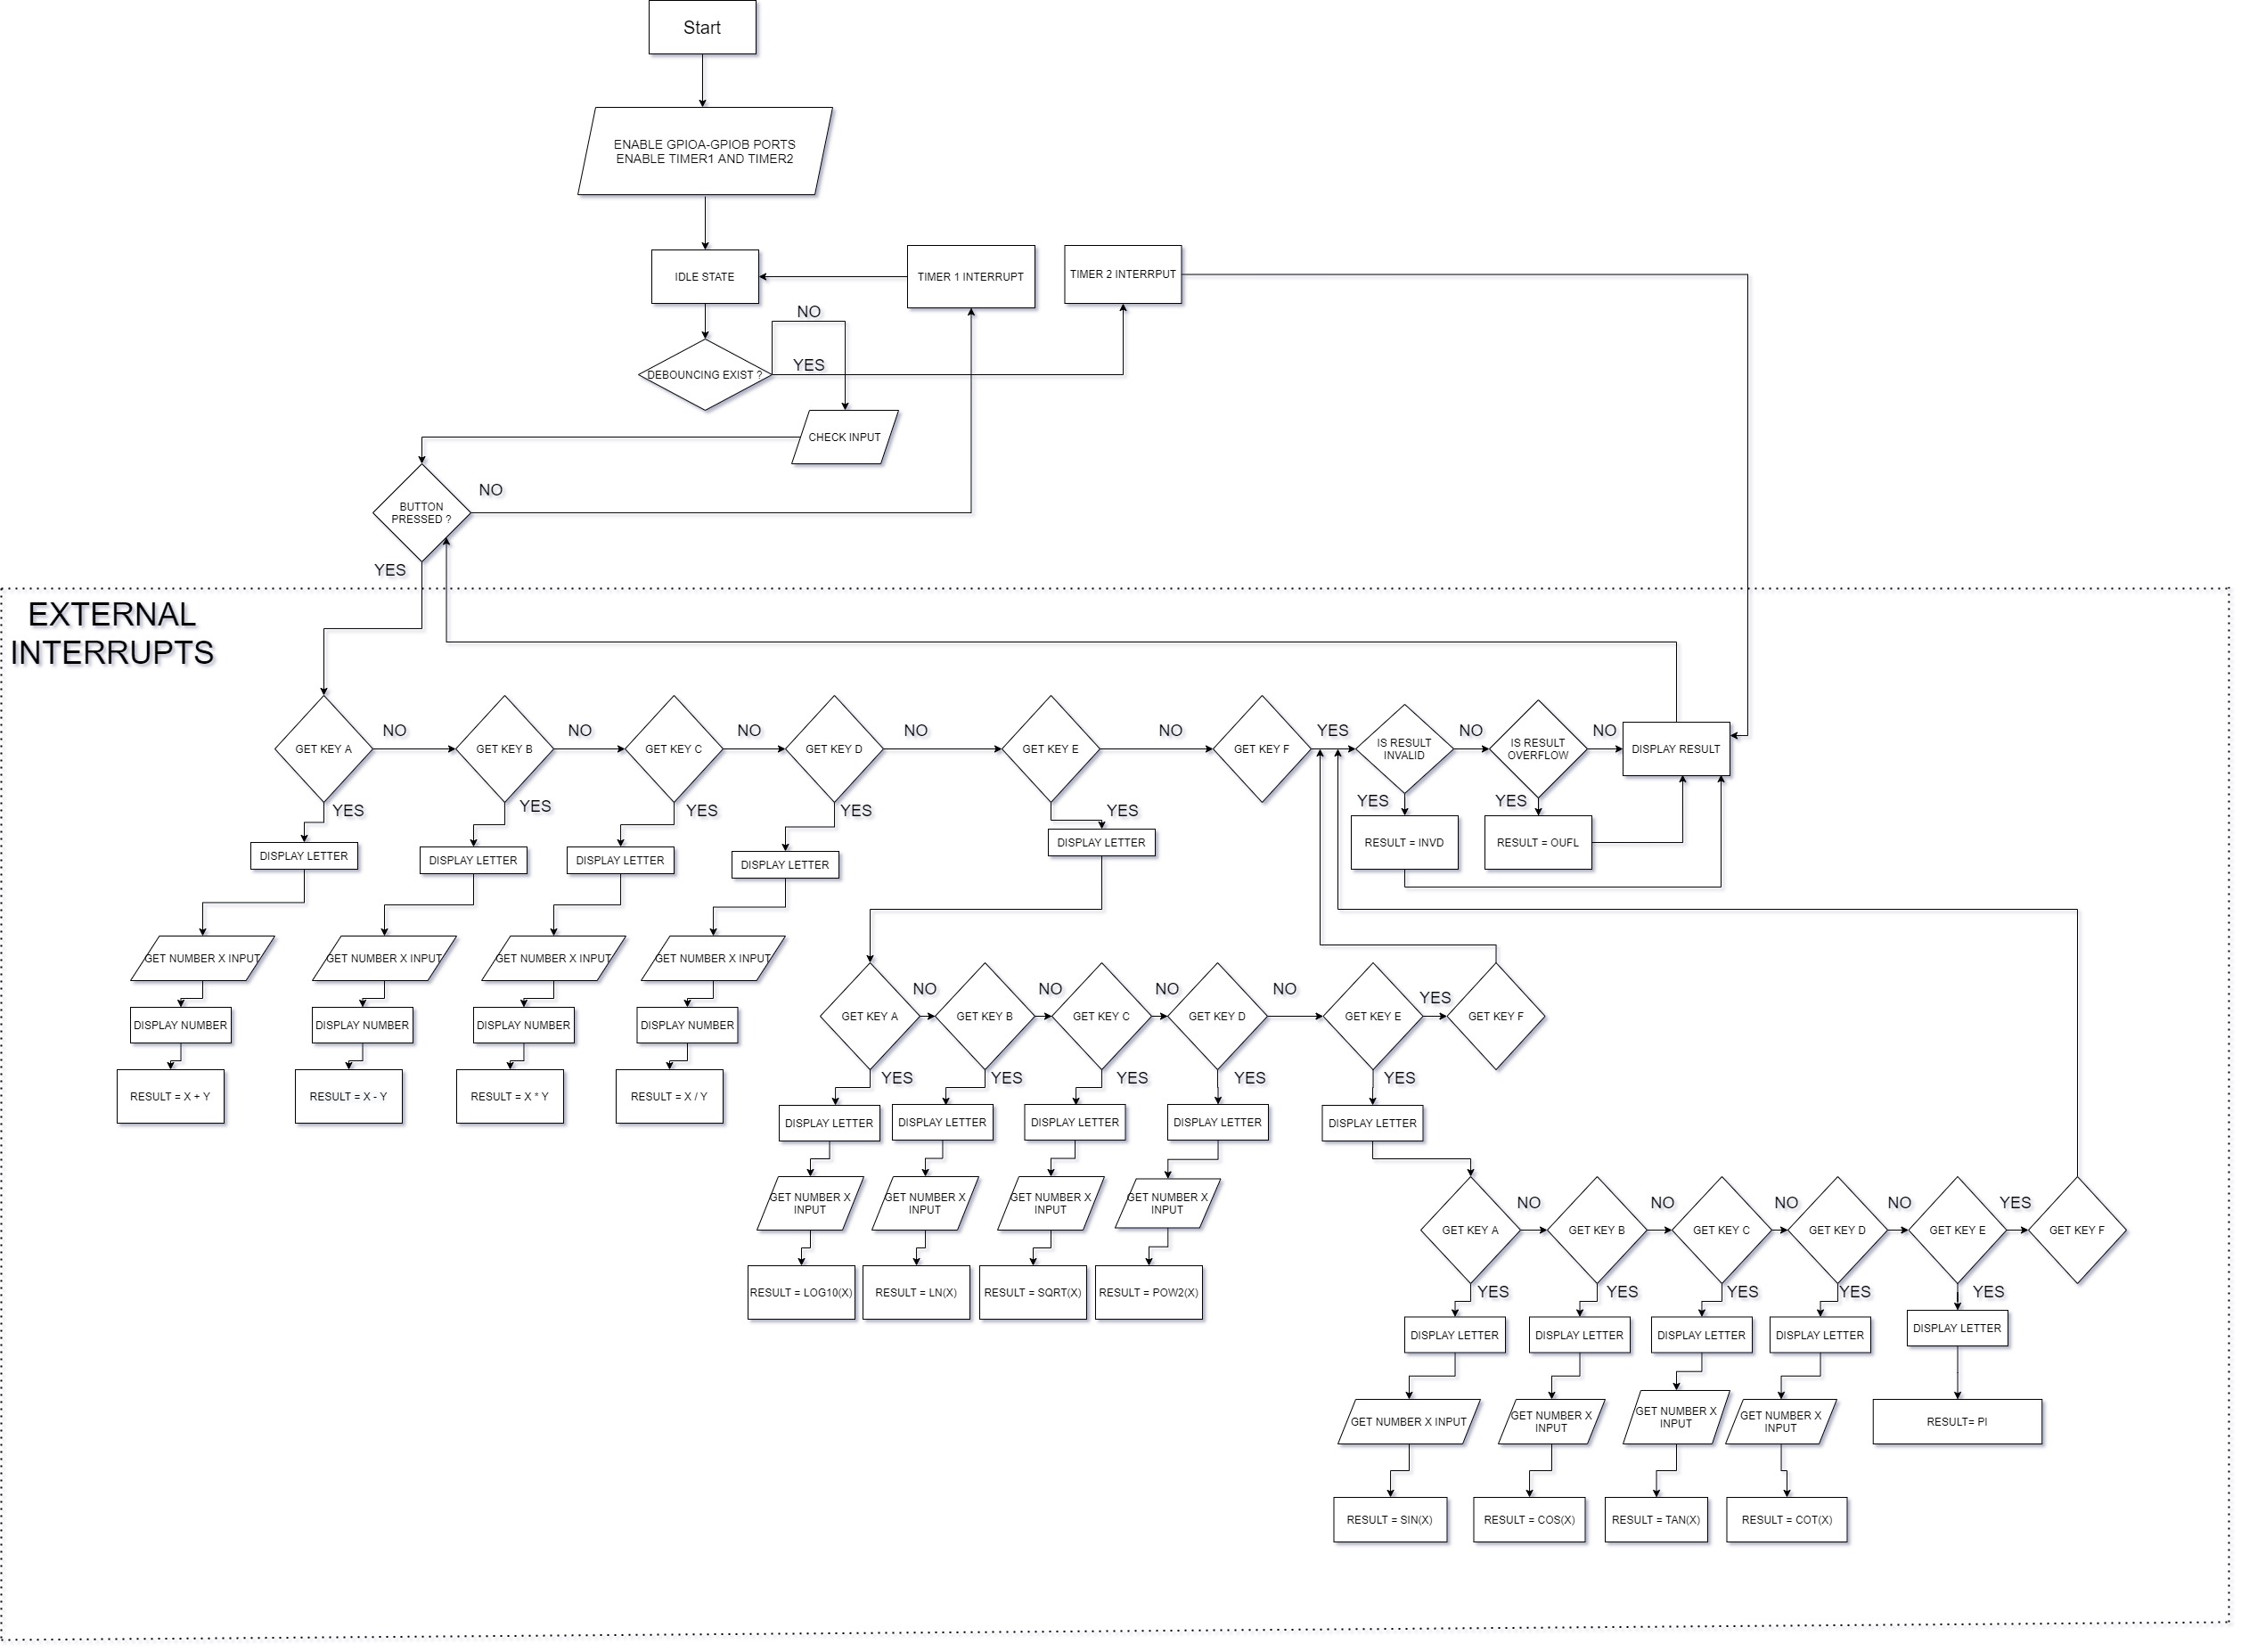 Start
ENABLE GPIOA-GPIOB PORTS
ENABLE TIMER1 AND TIMER2
IDLE STATE
TIMER 1 INTERRUPT
TIMER 2 INTERRPUT
NO
YES
DEBOUNCING EXIST ?
CHECK INPUT
BUTTON
PRESSED ?
NO
YES
EXTERNAL
INTERRUPTS
GET KEY A
NO
GET KEY B
NO
GET KEY C
NO
GET KEY D
NO
GET KEY E
NO
GET KEY F
YES
IS RESULT
INVALID
NO
IS RESULT
OVERFLOW
NO
DISPLAY RESULT
YES
YES
YES
YES
YES
YES
YES
DISPLAY LETTER
DISPLAY LETTER
DISPLAY LETTER
DISPLAY LETTER
DISPLAY LETTER
RESULT = INVD
RESULT = OUFL
GET NUMBER X INPUT
GET NUMBER X INPUT
GET NUMBER X INPUT
GET NUMBER X INPUT
DISPLAY NUMBER
DISPLAY NUMBER
DISPLAY NUMBER
DISPLAY NUMBER
RESULT = X + Y
RESULT = X - Y
RESULT = X * Y
RESULT = X / Y
GET KEY A
NO
GET KEY B
NO
GET KEY C
NO
GET KEY D
NO
GET KEY E
YES
GET KEY F
YES
YES
YES
YES
YES
DISPLAY LETTER
DISPLAY LETTER
DISPLAY LETTER
DISPLAY LETTER
DISPLAY LETTER
GET NUMBER X
INPUT
GET NUMBER X
INPUT
GET NUMBER X
INPUT
GET NUMBER X
INPUT
RESULT = LOG10(X)
RESULT = LN(X)
RESULT = SQRT(X)
RESULT = POW2(X)
GET KEY A
NO
GET KEY B
NO
GET KEY C
NO
GET KEY D
NO
GET KEY E
YES
GET KEY F
YES
YES
YES
YES
YES
DISPLAY LETTER
DISPLAY LETTER
DISPLAY LETTER
DISPLAY LETTER
DISPLAY LETTER
GET NUMBER X INPUT
GET NUMBER X
INPUT
GET NUMBER X
INPUT
GET NUMBER X
INPUT
RESULT= PI
RESULT = SIN(X)
RESULT = COS(X)
RESULT = TAN(X)
RESULT = COT(X)